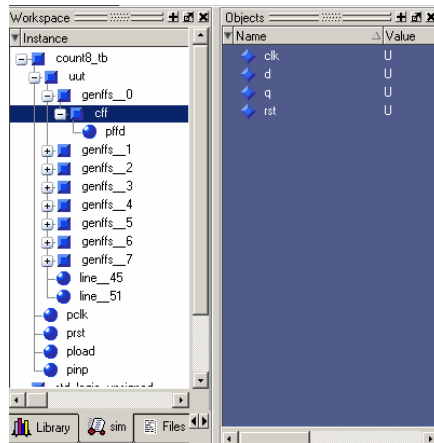 Workspace
Instance
count8_tb
uut
genffs__0
cff
pffd
genffs__1
genffs__2
genffs__3
genffs__4
genffs__5
genffs__6
genffs__7
line__45
line__51
pclk
prst
pload
pinp
std_logic_unsigned
Library sim Files
Objects
Name Value
clk U
d U
q U
rst U